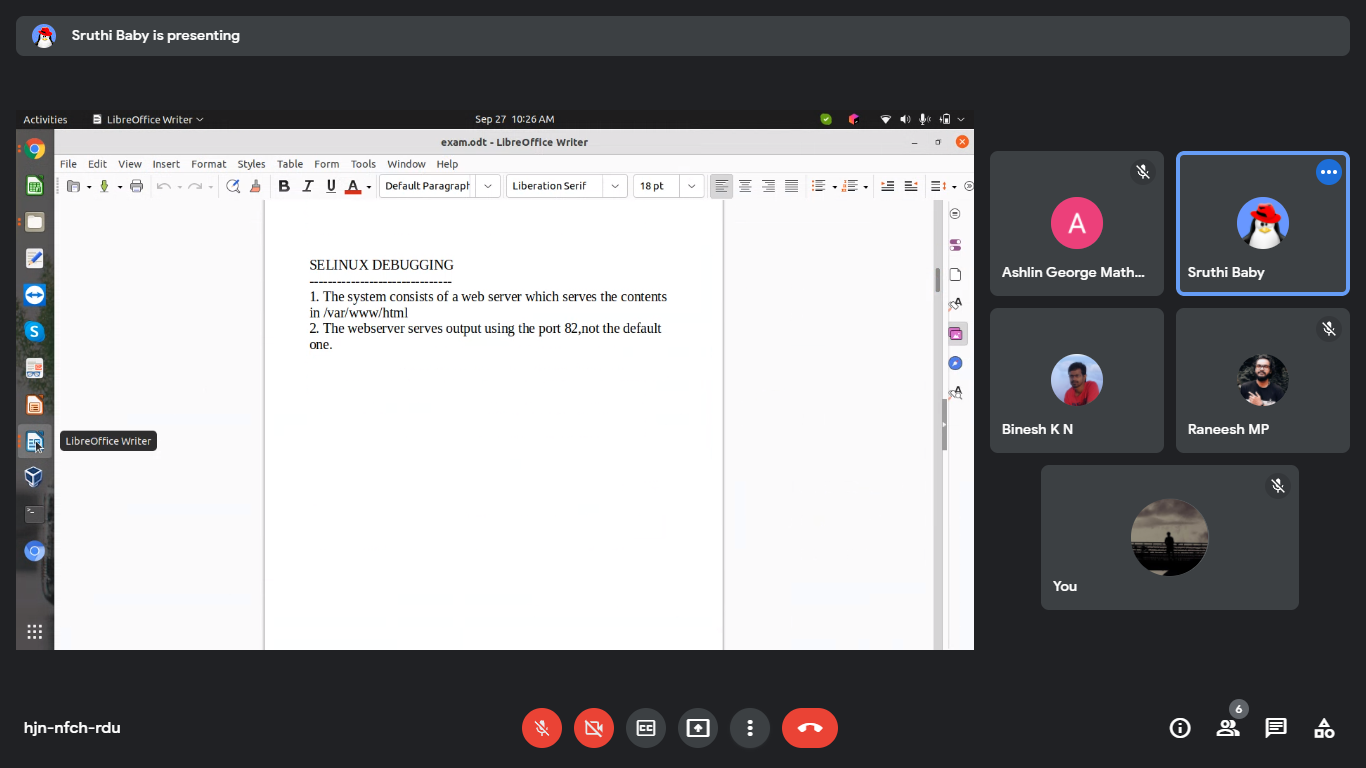 Sruthi Baby is presenting
Activities
LibreOffice Writer
Sep 27 10:26 AM
exam.odt - LibreOffice Writer
File Edit View Insert Format Styles Table Form Tools Window Help
Default Paragraph
Liberation Serif
18 pt
SELINUX DEBUGGING
------------------------------
1. The system consists of a web server which serves the contents
in /var/www/html
2. The webserver serves output using the port 82,not the default
one.
LibreOffice Writer
A
Ashlin George Math...
Sruthi Baby
Binesh K N
Raneesh MP
You
hjn-nfch-rdu
CC
6